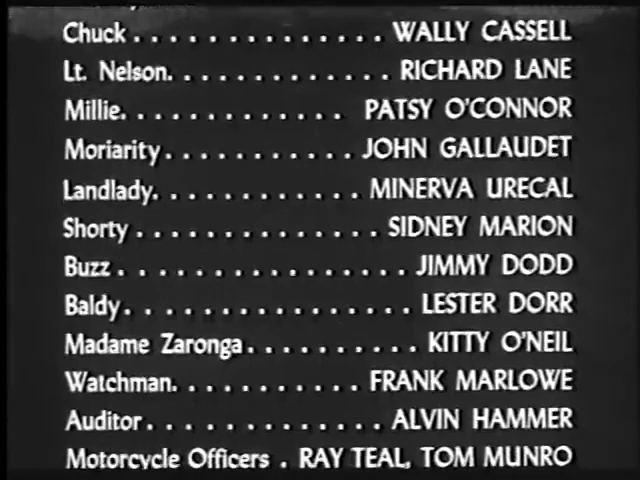 Chuck . . . . . . . . . . . . . . WALLY CASSELL
Lt. Nelson. . . . . . . . . . . . . RICHARD LANE
Millie. . . . . . . . . . . . . PATSY O'CONNOR
Moriarity . . . . . . . . . . . . JOHN GALLAUDET
Landlady. . . . . . . . . . . . MINERVA URECAL
Shorty . . . . . . . . . . . . . . SIDNEY MARION
Buzz . . . . . . . . . . . . . . . . JIMMY DODD
Baldy. . . . . . . . . . . . . . . . LESTER DORR
Madame Zaronga. . . . . . . . . . KITTY O'NEIL
Watchman. . . . . . . . . . . FRANK MARLOWE
Auditor. . . . . . . . . . . . . ALVIN HAMMER
Motorcycle Officers . RAY TEAL, TOM MUNRO